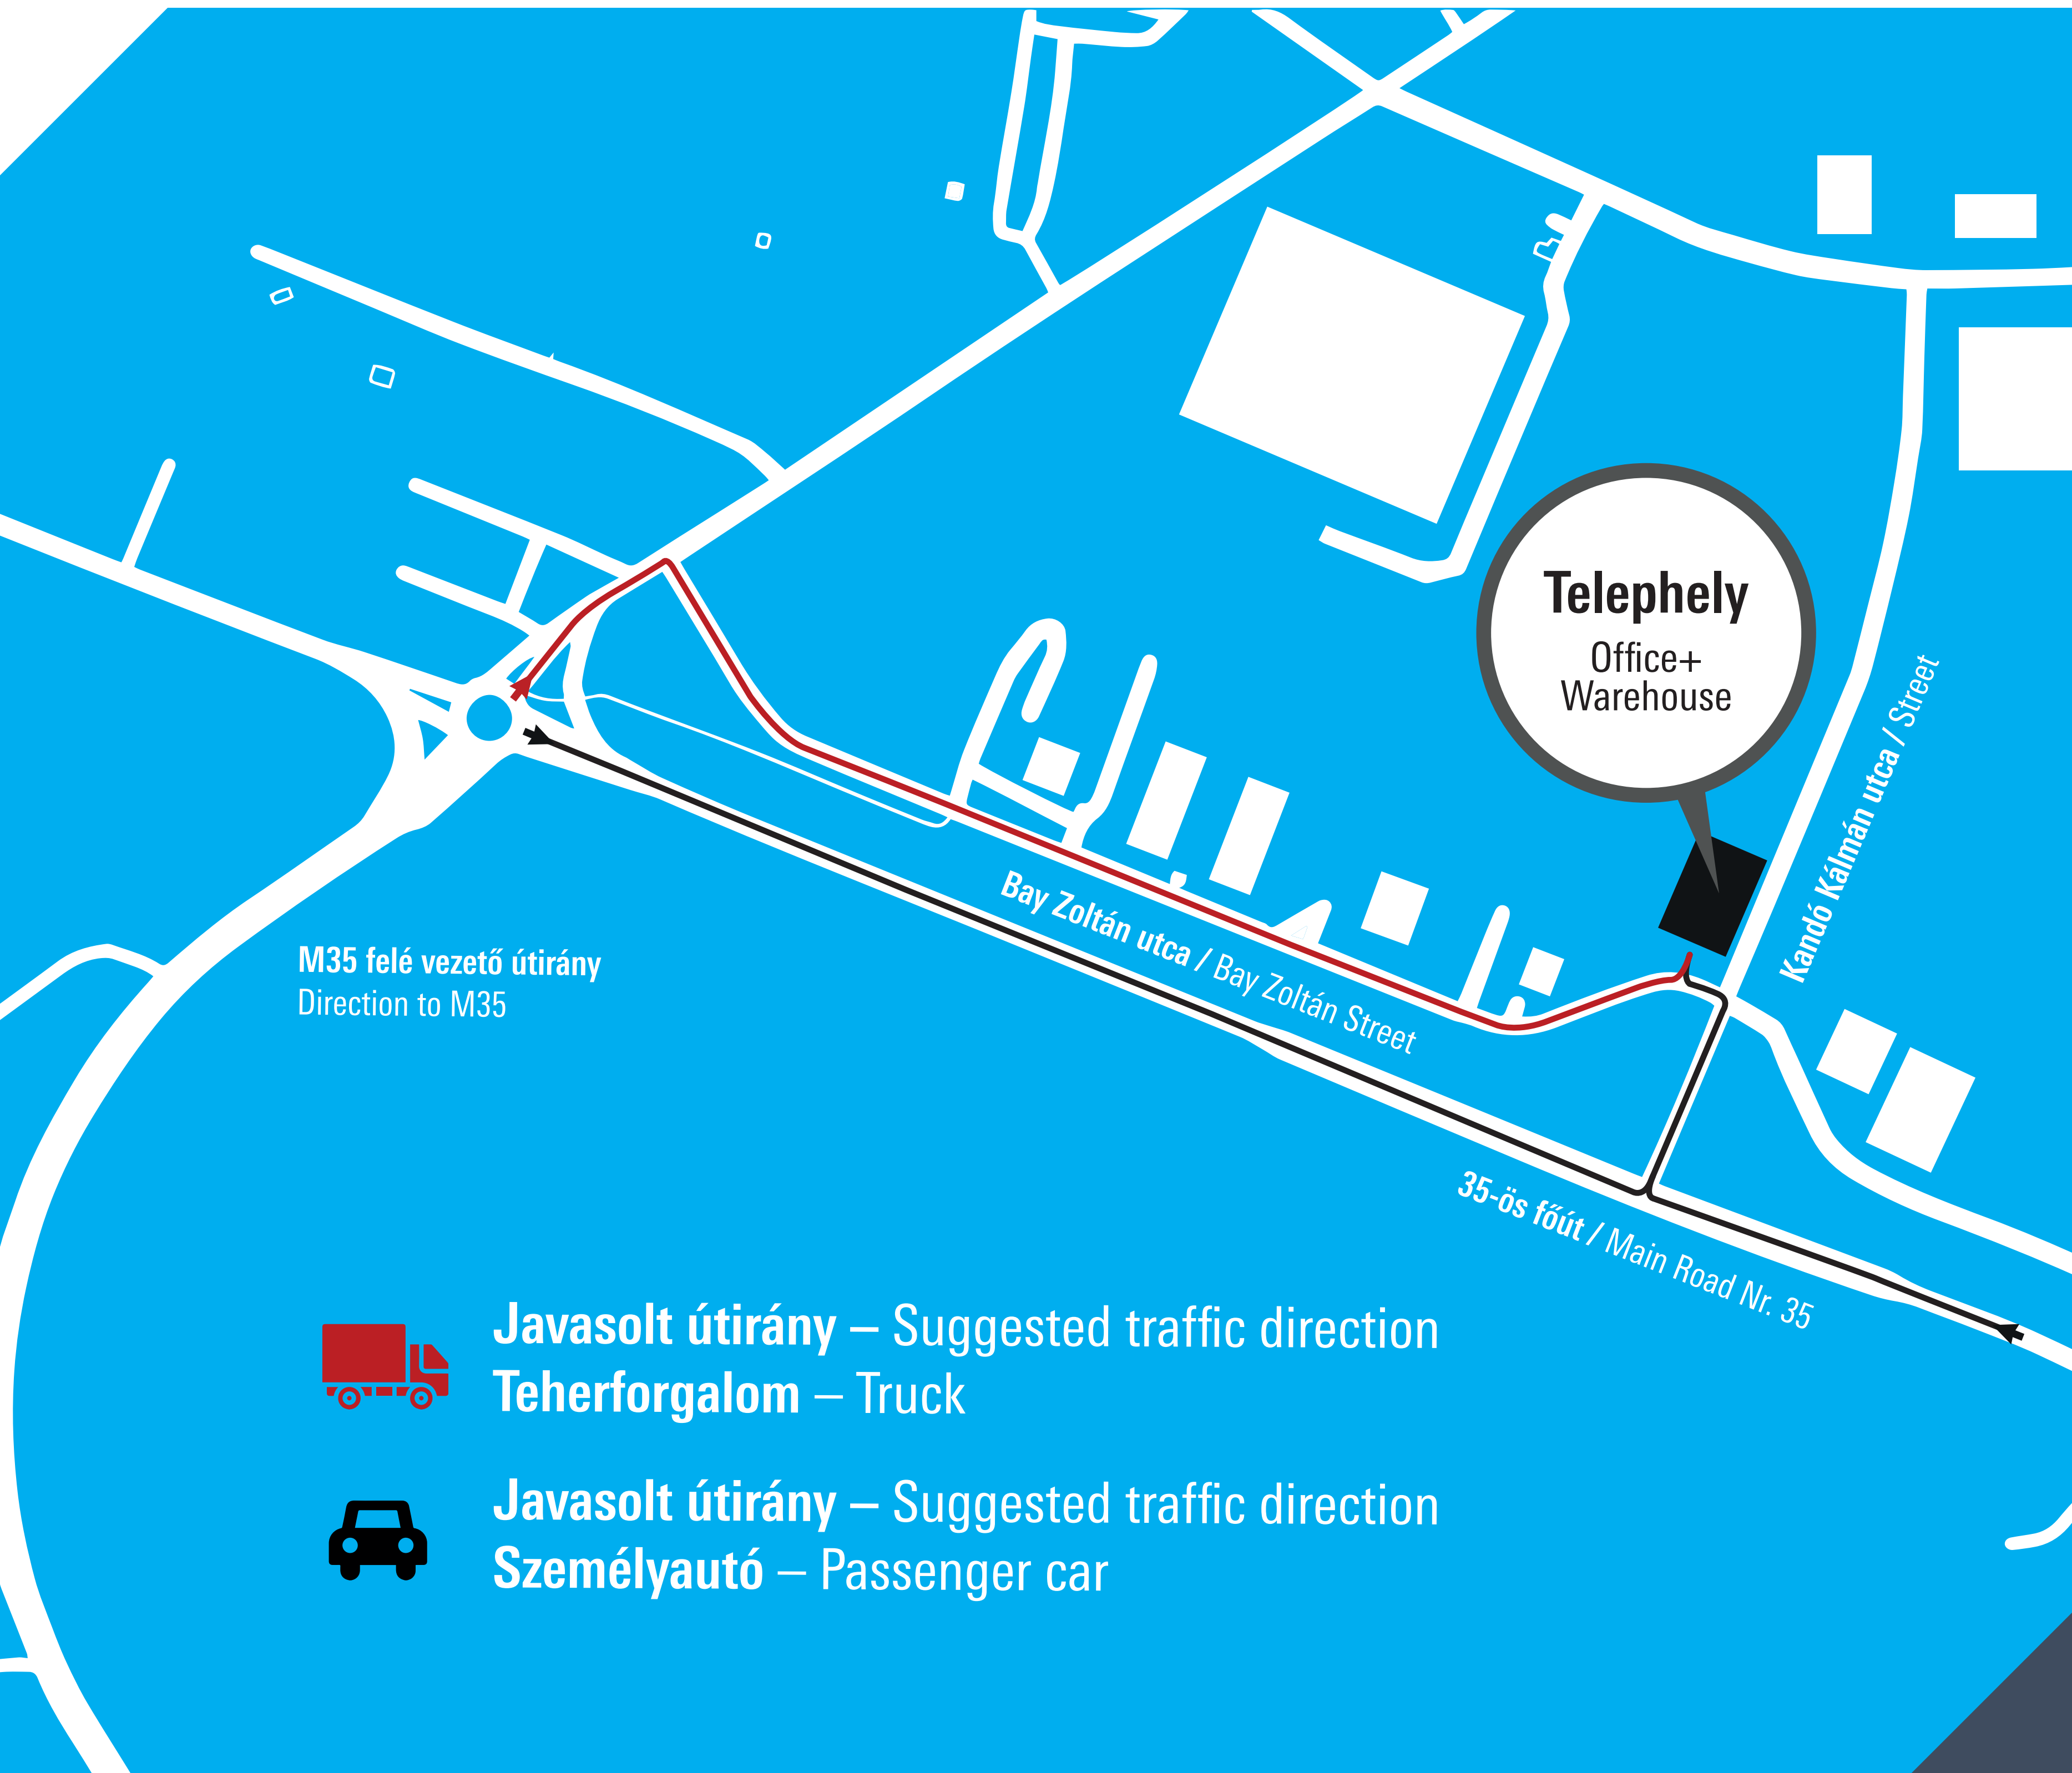 Telephely
Office+
Warehouse
Kandó Kálmán utca / Street
Bay Zoltán utca / Bay Zoltán Street
M35 felé vezető útirány
Direction to M35
35-ös főút / Main Road Nr. 35
Javasolt útirány – Suggested traffic direction
Teherforgalom – Truck
Javasolt útirány – Suggested traffic direction
Személyautó – Passenger car